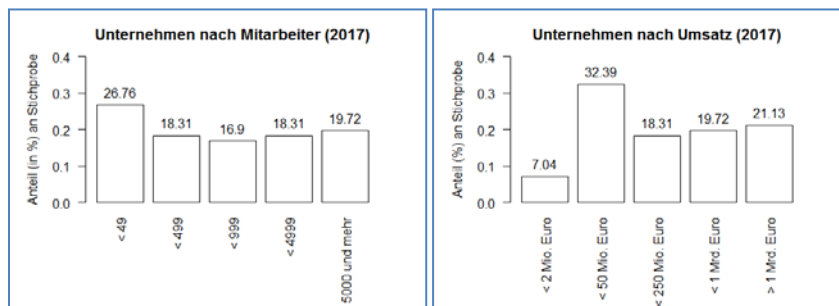 Unternehmen nach Mitarbeiter (2017)
Anteil (in %) an Stichprobe
0.4
0.3
0.2
0.1
0.0
26.76
18.31
16.9
18.31
19.72
< 49
< 499
< 999
< 4999
5000 und mehr
Unternehmen nach Umsatz (2017)
Anteil (%) an Stichprobe
0.4
0.3
0.2
0.1
0.0
7.04
32.39
18.31
19.72
21.13
< 2 Mio. Euro
< 50 Mio. Euro
< 250 Mio. Euro
< 1 Mrd. Euro
> 1 Mrd. Euro